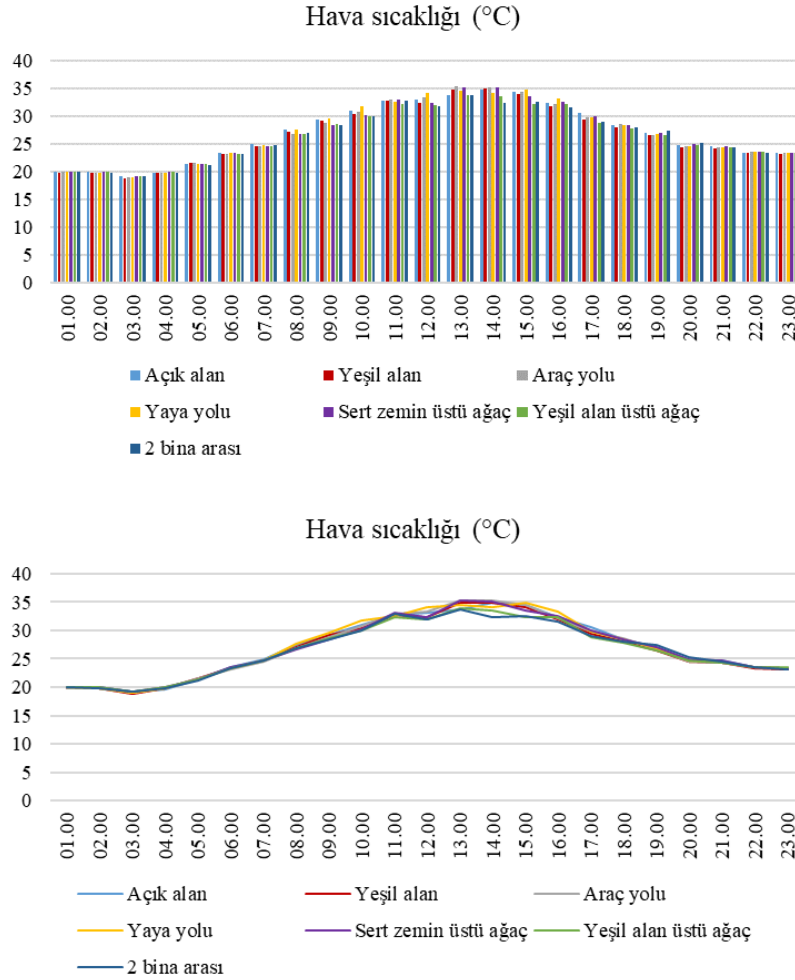 Hava sıcaklığı (°C)
40
35
30
25
20
15
10
5
0
01.00 02.00 03.00 04.00 05.00 06.00 07.00 08.00 09.00 10.00 11.00 12.00 13.00 14.00 15.00 16.00 17.00 18.00 19.00 20.00 21.00 22.00 23.00
Açık alan Yeşil alan Araç yolu
Yaya yolu Sert zemin üstü ağaç Yeşil alan üstü ağaç
2 bina arası
Hava sıcaklığı (°C)
40
35
30
25
20
15
10
5
0
01.00 02.00 03.00 04.00 05.00 06.00 07.00 08.00 09.00 10.00 11.00 12.00 13.00 14.00 15.00 16.00 17.00 18.00 19.00 20.00 21.00 22.00 23.00
Açık alan Yeşil alan Araç yolu
Yaya yolu Sert zemin üstü ağaç Yeşil alan üstü ağaç
2 bina arası